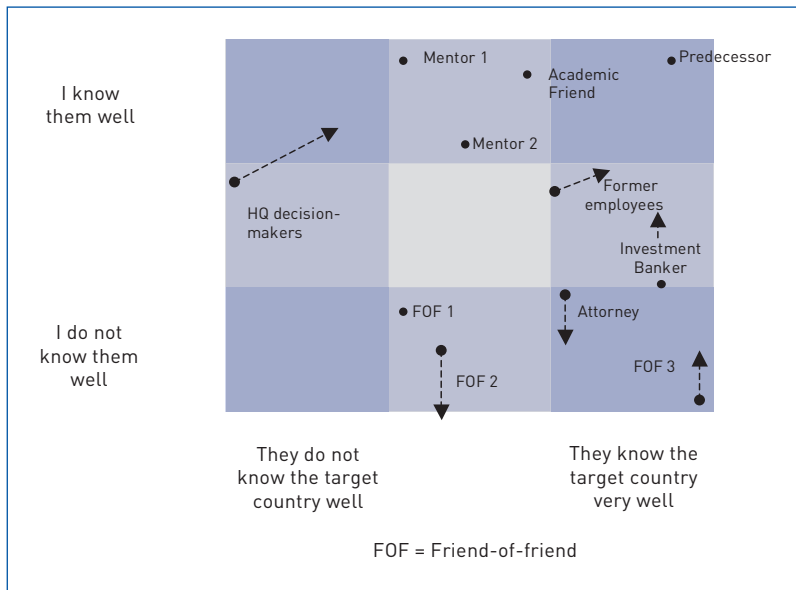 I know
them well
Mentor 1
Academic
Friend
Predecessor
Mentor 2
HQ decision-
makers
Former
employees
Investment
Banker
I do not
know them
well
FOF 1
FOF 2
Attorney
FOF 3
They do not
know the target
country well
They know the
target country
very well
FOF = Friend-of-friend